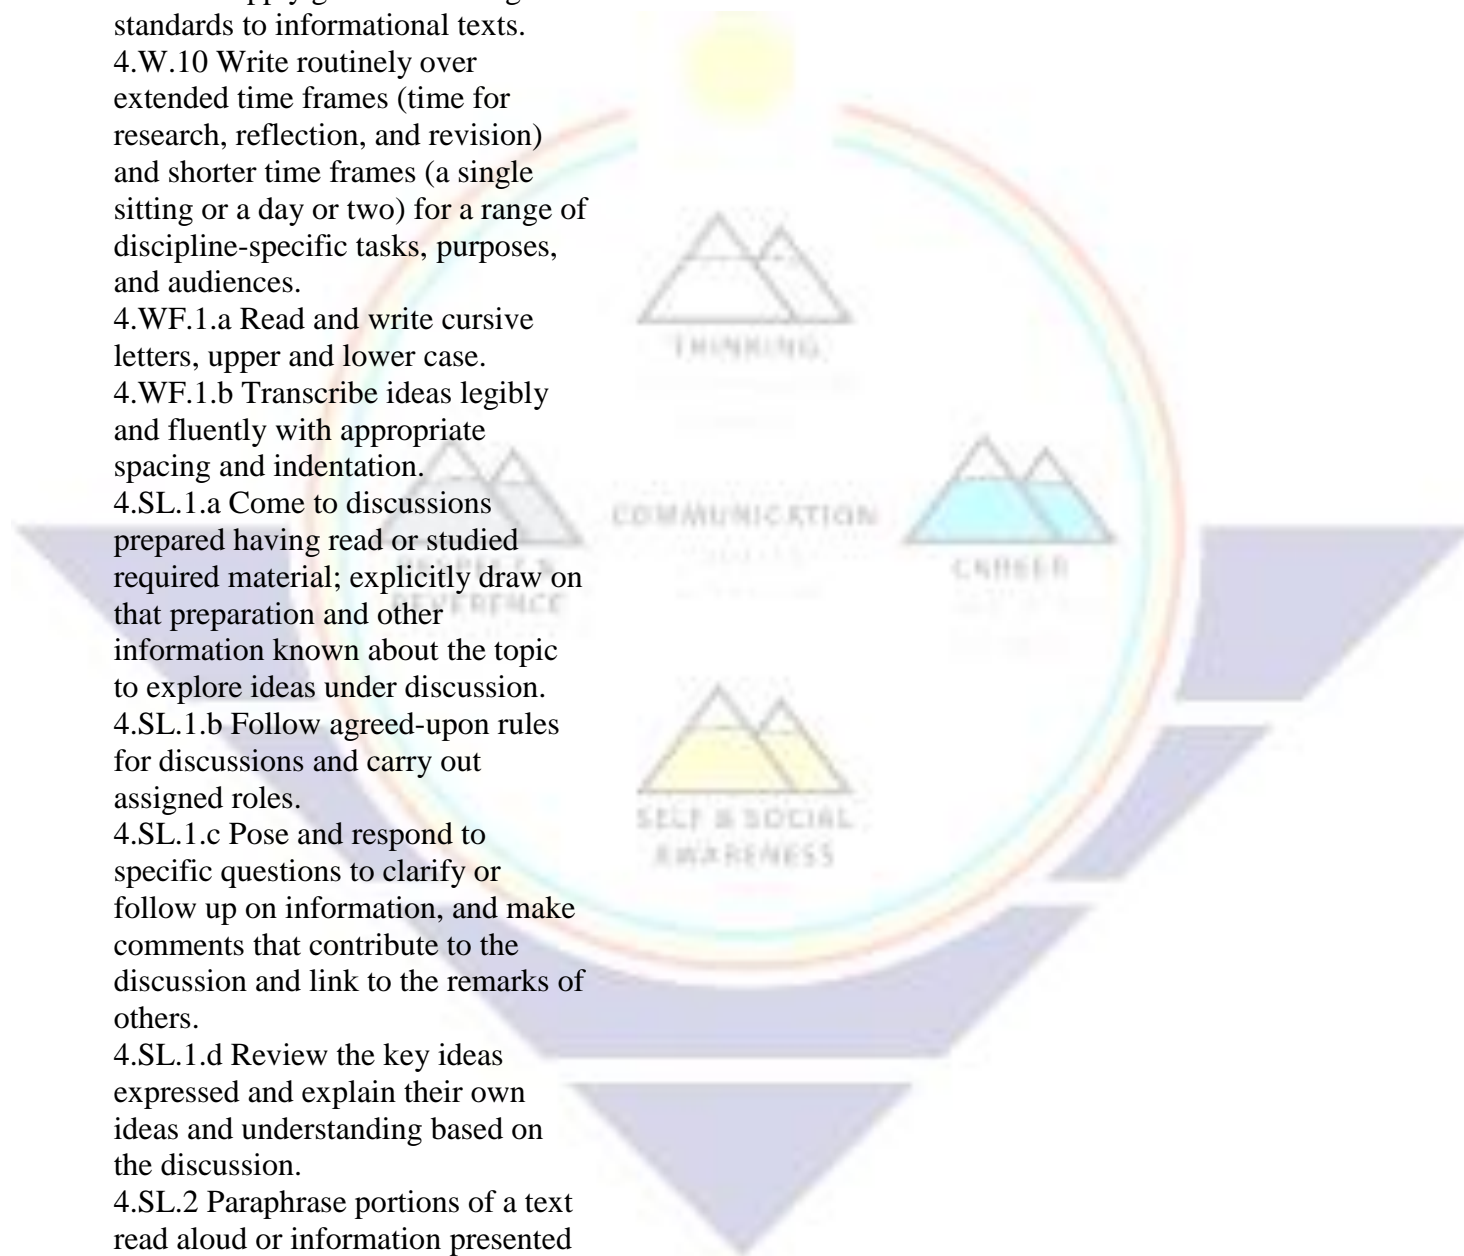 standards to informational texts.
4.W.10 Write routinely over
extended time frames (time for
research, reflection, and revision)
and shorter time frames (a single
sitting or a day or two) for a range of
discipline-specific tasks, purposes,
and audiences.
4.WF.1.a Read and write cursive
letters, upper and lower case.
4.WF.1.b Transcribe ideas legibly
and fluently with appropriate
spacing and indentation.
4.SL.1.a Come to discussions
prepared having read or studied
required material; explicitly draw on
that preparation and other
information known about the topic
to explore ideas under discussion.
4.SL.1.b Follow agreed-upon rules
for discussions and carry out
assigned roles.
4.SL.1.c Pose and respond to
specific questions to clarify or
follow up on information, and make
comments that contribute to the
discussion and link to the remarks of
others.
4.SL.1.d Review the key ideas
expressed and explain their own
ideas and understanding based on
the discussion.
4.SL.2 Paraphrase portions of a text
read aloud or information presented
THINKING
COMMUNICATION
RESPECT &
REVERENCE
CAREER
SELF & SOCIAL
AWARENESS